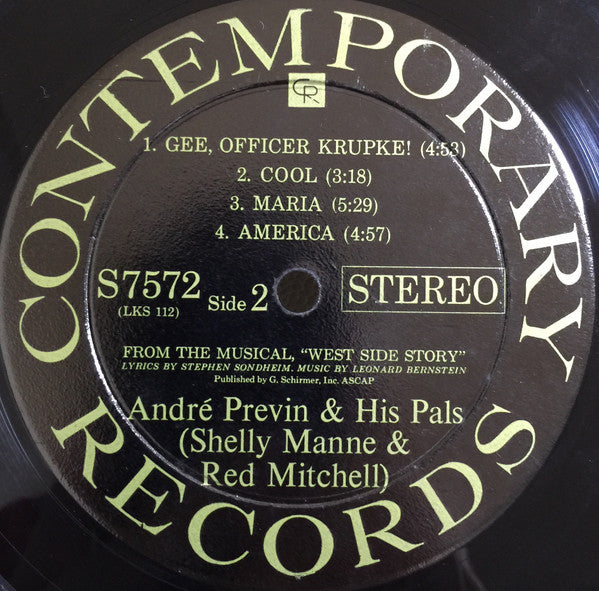 CONTEMPORARY
CR
1. GEE, OFFICER KRUPKE! (4:53)
2. COOL (3:18)
3. MARIA (5:29)
4. AMERICA (4:57)
S7572 Side 2 STEREO
(LKS 112)
FROM THE MUSICAL, “WEST SIDE STORY”
LYRICS BY STEPHEN SONDHEIM. MUSIC BY LEONARD BERNSTEIN
Published by G. Schirmer, Inc. ASCAP
André Previn & His Pals
(Shelly Manne &
Red Mitchell)
RECORDS